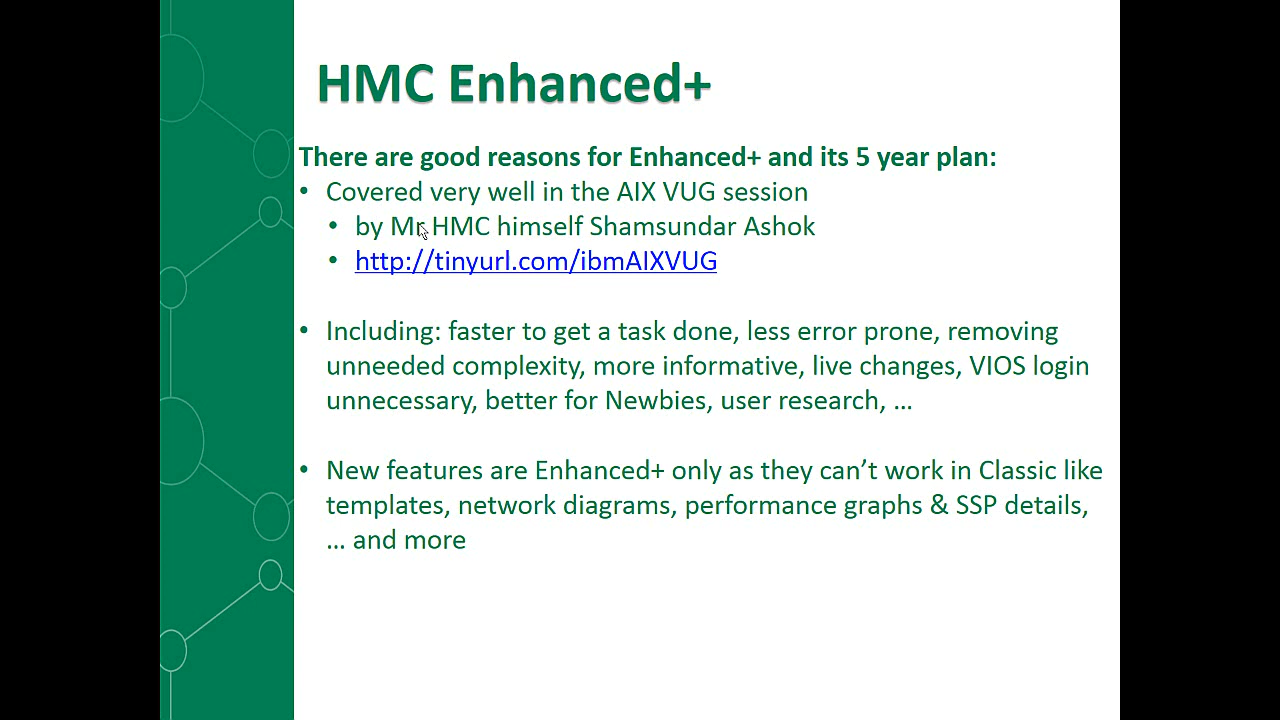 HMC Enhanced+
There are good reasons for Enhanced+ and its 5 year plan:
• Covered very well in the AIX VUG session
• by Mr HMC himself Shamsundar Ashok
• http://tinyurl.com/ibmAIXVUG
• Including: faster to get a task done, less error prone, removing
unneeded complexity, more informative, live changes, VIOS login
unnecessary, better for Newbies, user research, …
• New features are Enhanced+ only as they can’t work in Classic like
templates, network diagrams, performance graphs & SSP details,
… and more